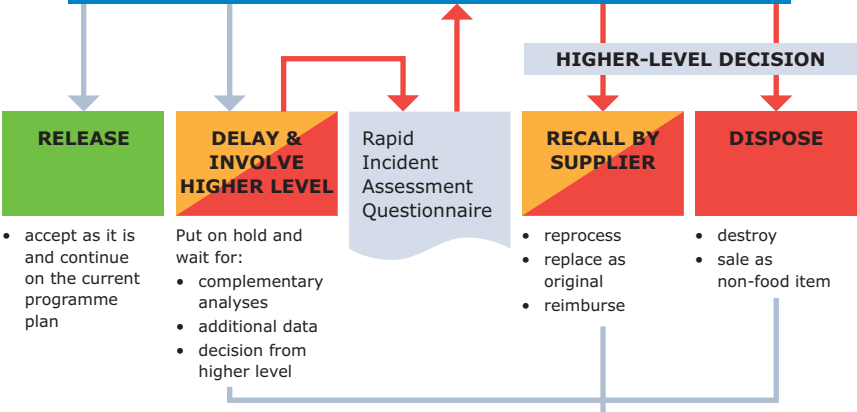 HIGHER-LEVEL DECISION
RELEASE
• accept as it is
and continue
on the current
programme
plan
DELAY &
INVOLVE
HIGHER LEVEL
Put on hold and
wait for:
• complementary
analyses
• additional data
• decision from
higher level
Rapid
Incident
Assessment
Questionnaire
RECALL BY
SUPPLIER
• reprocess
• replace as
original
• reimburse
DISPOSE
• destroy
• sale as
non-food item